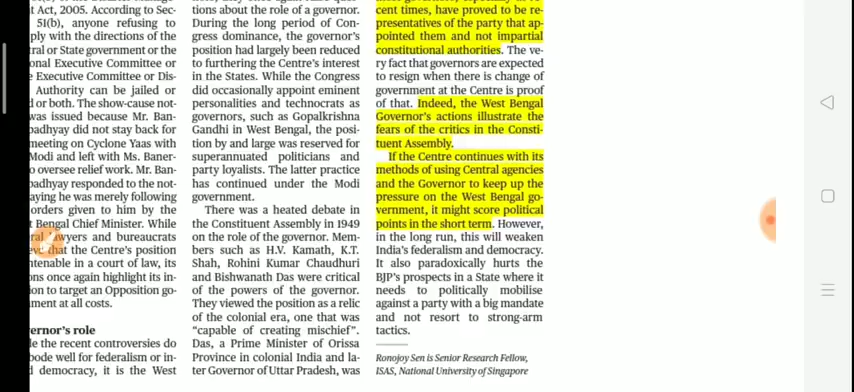 t Act, 2005. According to Sec-
51(b), anyone refusing to
ply with the directions of the
tral or State government or the
onal Executive Committee or
e Executive Committee or Dis-
Authority can be jailed or
d or both. The show-cause not-
was issued because Mr. Ban-
padhyay did not stay back for
meeting on Cyclone Yaas with
Modi and left with Ms. Baner-
o oversee relief work. Mr. Ban-
padhyay responded to the not-
aying he was merely following
orders given to him by the
t Bengal Chief Minister. While
ral lawyers and bureaucrats
that the Centre's position
ntenable in a court of law, its
ons once again highlight its in-
ion to target an Opposition go-
nment at all costs.
ernor's role
le the recent controversies do
bode well for federalism or in-
d democracy, it is the West
tions about the role of a governor.
During the long period of Con-
gress dominance, the governor's
position had largely been reduced
to furthering the Centre's interest
in the States. While the Congress
did occasionally appoint eminent
personalities and technocrats as
governors, such as Gopalkrishna
Gandhi in West Bengal, the posi-
tion by and large was reserved for
superannuated politicians and
party loyalists. The latter practice
has continued under the Modi
government.
There was a heated debate in
the Constituent Assembly in 1949
on the role of the governor. Mem-
bers such as H.V. Kamath, K.T.
Shah, Rohini Kumar Chaudhuri
and Bishwanath Das were critical
of the powers of the governor.
They viewed the position as a relic
of the colonial era, one that was
"capable of creating mischief".
Das, a Prime Minister of Orissa
Province in colonial India and la-
ter Governor of Uttar Pradesh, was
cent times, have proved to be re-
presentatives of the party that ap-
pointed them and not impartial
constitutional authorities. The ve-
ry fact that governors are expected
to resign when there is change of
government at the Centre is proof
of that. Indeed, the West Bengal
Governor's actions illustrate the
fears of the critics in the Consti-
tuent Assembly.
If the Centre continues with its
methods of using Central agencies
and the Governor to keep up the
pressure on the West Bengal go-
vernment, it might score political
points in the short term. However,
in the long run, this will weaken
India's federalism and democracy.
It also paradoxically hurts the
BJP's prospects in a State where it
needs to politically mobilise
against a party with a big mandate
and not resort to strong-arm
tactics.
Ronojoy Sen is Senior Research Fellow,
ISAS, National University of Singapore